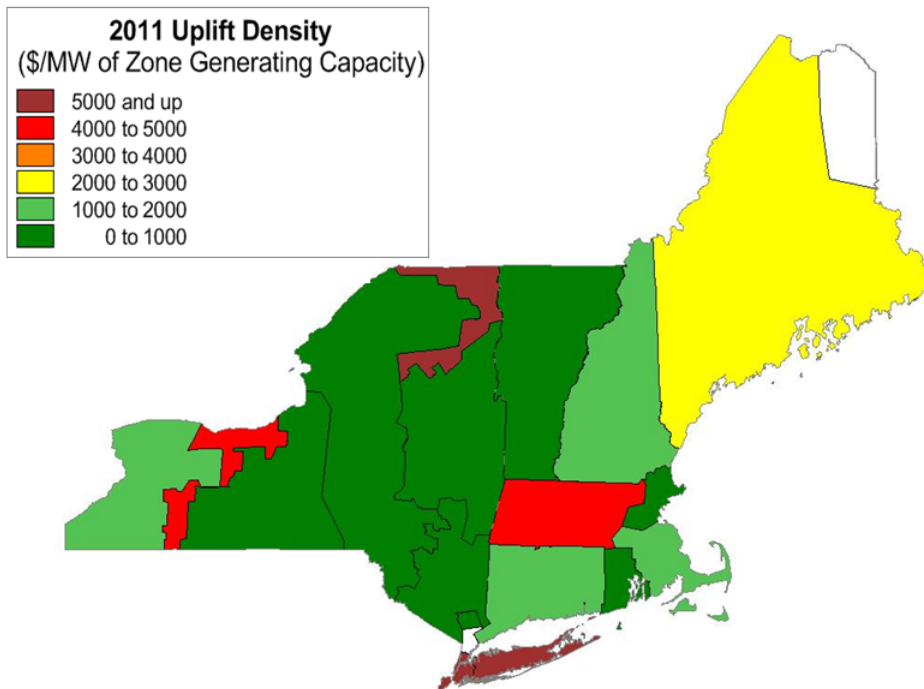 2011 Uplift Density
($/MW of Zone Generating Capacity)
5000 and up
4000 to 5000
3000 to 4000
2000 to 3000
1000 to 2000
0 to 1000